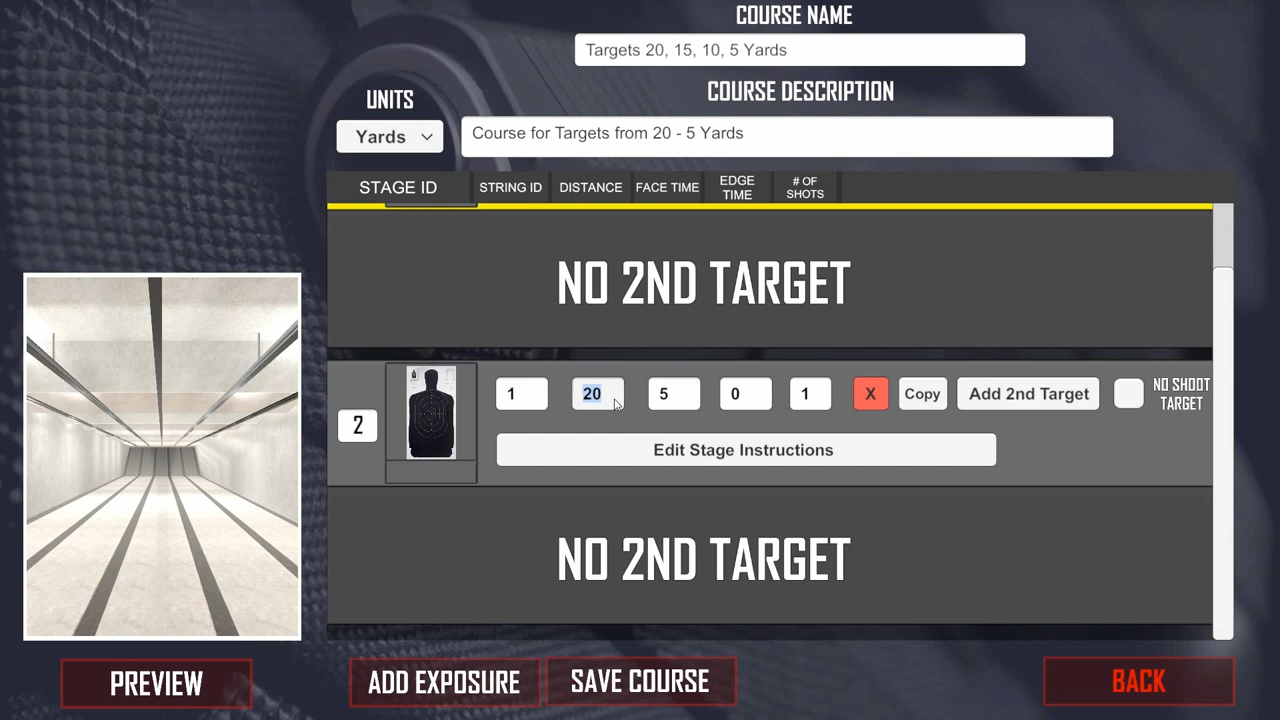 COURSE NAME
Targets 20, 15, 10, 5 Yards
UNITS
COURSE DESCRIPTION
Yards
Course for Targets from 20 - 5 Yards
STAGE ID
STRING ID
DISTANCE
FACE TIME
EDGE
TIME
# OF
SHOTS
NO 2ND TARGET
2
1
20
5
0
1
X
Copy
Add 2nd Target
NO SHOOT
TARGET
Edit Stage Instructions
NO 2ND TARGET
PREVIEW
ADD EXPOSURE
SAVE COURSE
BACK